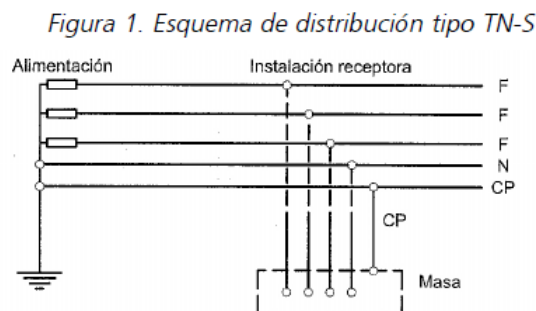 Figura 1. Esquema de distribución tipo TN-S
Alimentación Instalación receptora
F
F
F
N
CP
CP
Masa